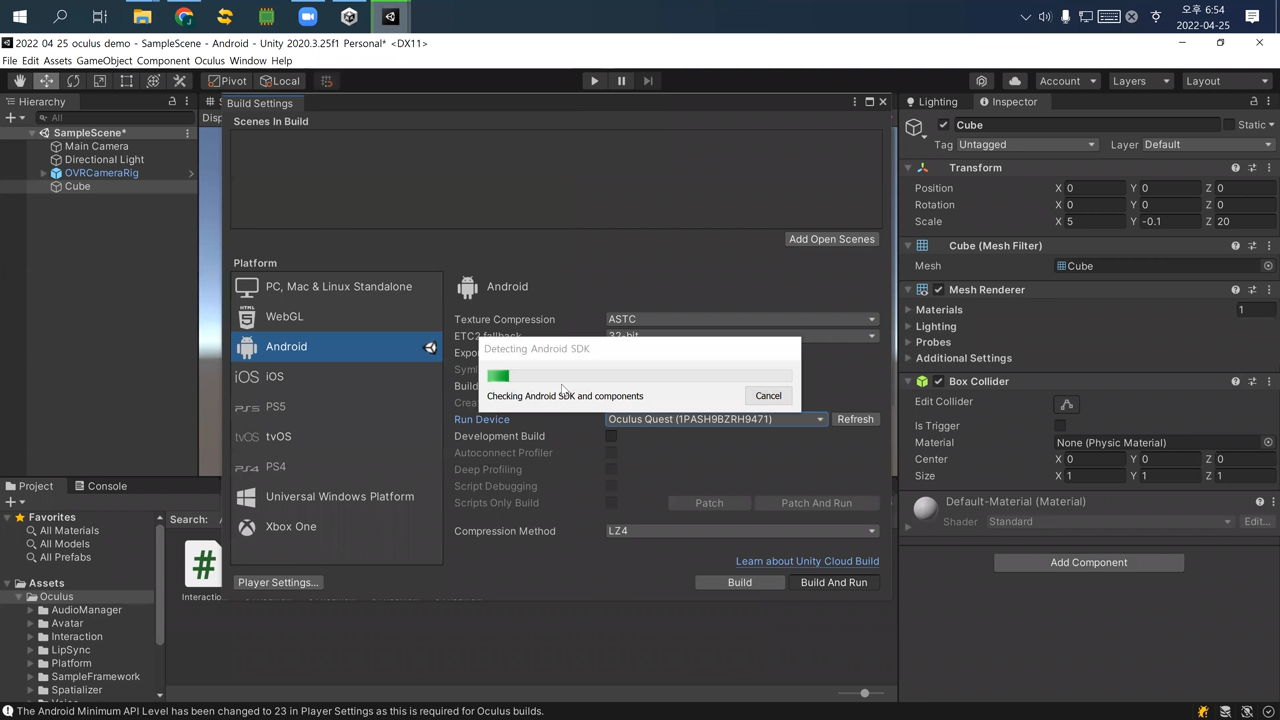 오후 6:54
2022-04-25
2022 04 25 oculus demo - SampleScene - Android - Unity 2020.3.25f1 Personal* <DX11>
File Edit Assets GameObject Component Oculus Window Help
Pivot Local Account Layers Layout
Hierarchy
All
SampleScene*
Main Camera
Directional Light
OVRCameraRig
Cube
Build Settings
Scenes In Build
Add Open Scenes
Platform
PC, Mac & Linux Standalone
HTML
WebGL
Android
iOS iOS
PS5
tvOS tvOS
PS4
Universal Windows Platform
Xbox One
Player Settings...
Android
Texture Compression ASTC
ETC2 fallback 32-bit
Detecting Android SDK
Checking Android SDK and components
Cancel
Run Device Oculus Quest (1PASH9BZRH9471) Refresh
Development Build
Autoconnect Profiler
Deep Profiling
Script Debugging
Scripts Only Build Patch Patch And Run
Compression Method LZ4
Learn about Unity Cloud Build
Build Build And Run
Lighting Inspector
Cube Static
Tag Untagged Layer Default
Transform
Position X 0 Y 0 Z 0
Rotation X 0 Y 0 Z 0
Scale X 5 Y -0.1 Z 20
Cube (Mesh Filter)
Mesh Cube
Mesh Renderer
Materials 1
Lighting
Probes
Additional Settings
Box Collider
Edit Collider
Is Trigger
Material None (Physic Material)
Center X 0 Y 0 Z 0
Size X 1 Y 1 Z 1
Default-Material (Material)
Shader Standard Edit...
Add Component
Project Console
Favorites
All Materials
All Models
All Prefabs
Assets
Oculus
AudioManager
Avatar
Interaction
LipSync
Platform
SampleFramework
Spatializer
Search:
Interactio
The Android Minimum API Level has been changed to 23 in Player Settings as this is required for Oculus builds.